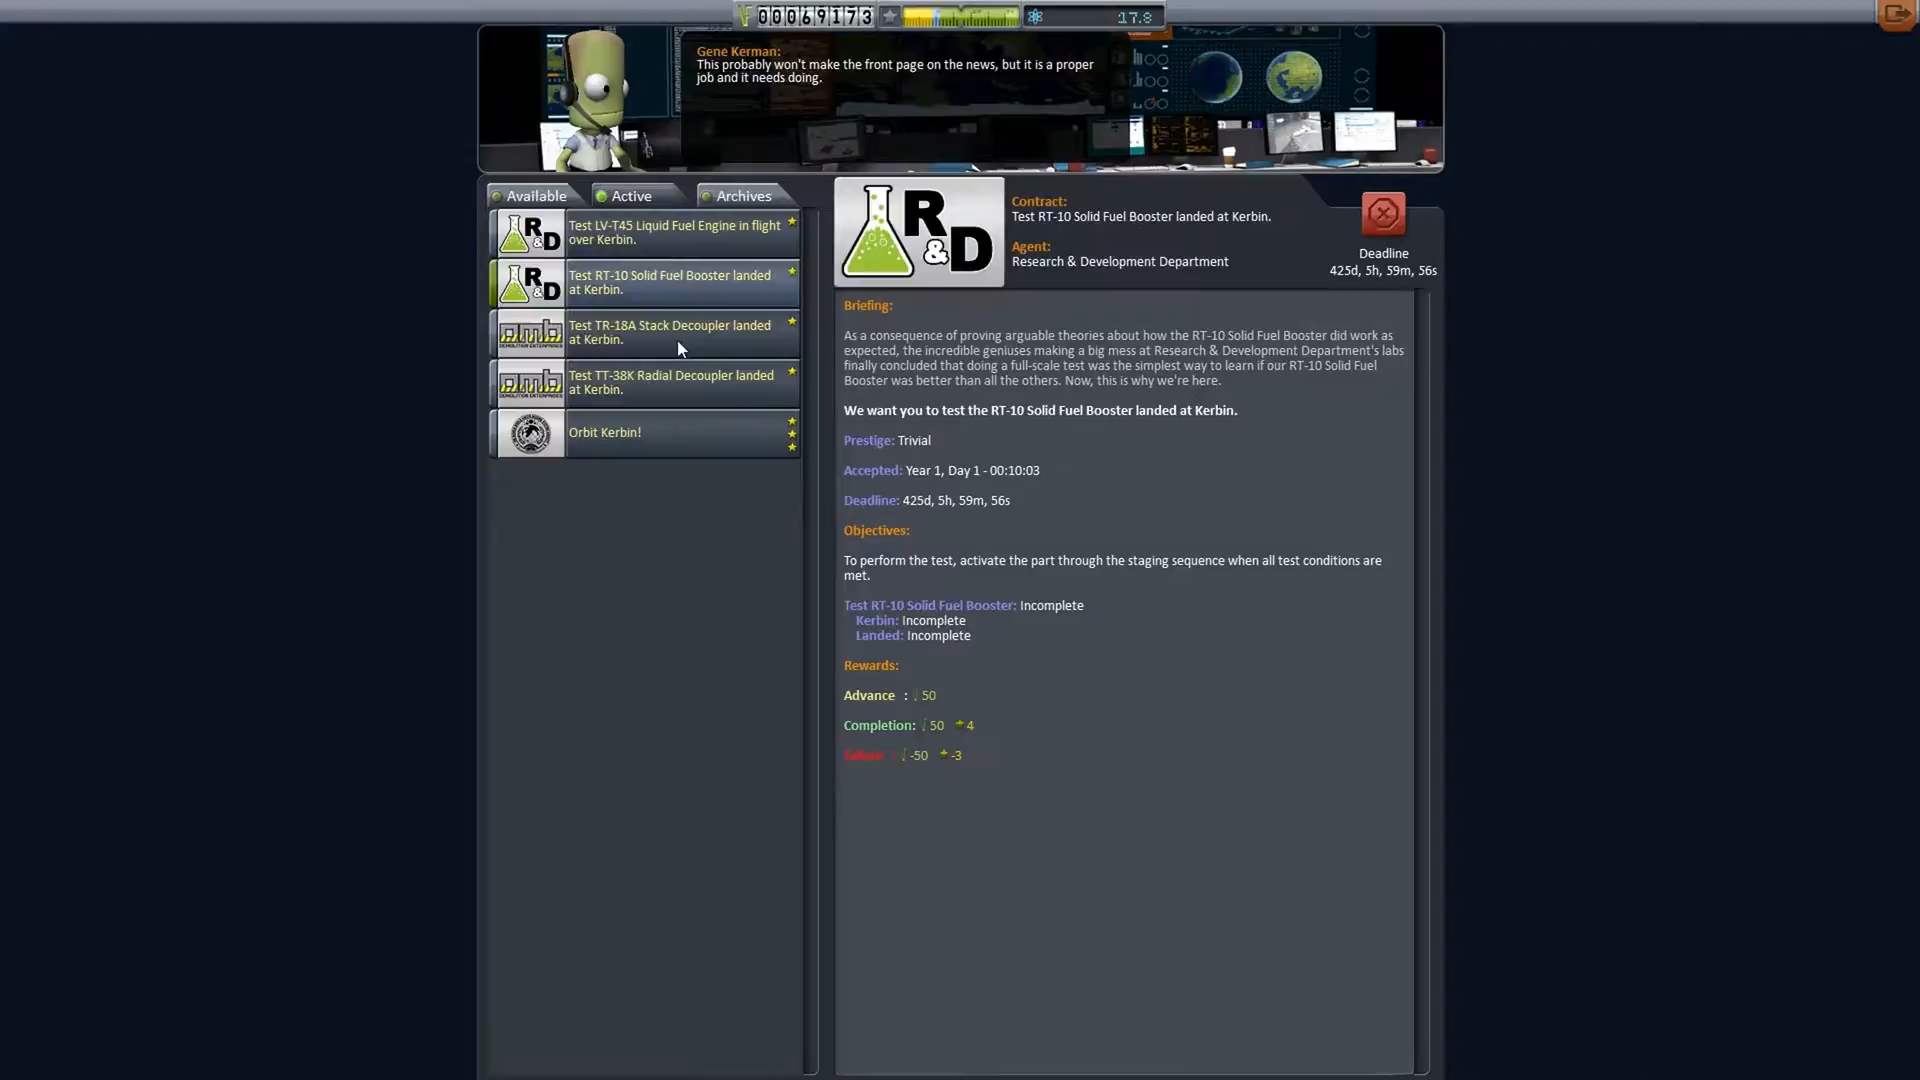 00069173
17.8
Gene Kerman:
This probably won't make the front page on the news, but it is a proper
job and it needs doing.
Available
Active
Archives
R&D
Test LV-T45 Liquid Fuel Engine in flight
over Kerbin.
R&D
Test RT-10 Solid Fuel Booster landed
at Kerbin.
Test TR-18A Stack Decoupler landed
at Kerbin.
Test TT-38K Radial Decoupler landed
at Kerbin.
Orbit Kerbin!
R&D
Contract:
Test RT-10 Solid Fuel Booster landed at Kerbin.
Agent:
Research & Development Department
Deadline
425d, 5h, 59m, 56s
Briefing:
As a consequence of proving arguable theories about how the RT-10 Solid Fuel Booster did work as
expected, the incredible geniuses making a big mess at Research & Development Department's labs
finally concluded that doing a full-scale test was the simplest way to learn if our RT-10 Solid Fuel
Booster was better than all the others. Now, this is why we're here.
We want you to test the RT-10 Solid Fuel Booster landed at Kerbin.
Prestige: Trivial
Accepted: Year 1, Day 1 - 00:10:03
Deadline: 425d, 5h, 59m, 56s
Objectives:
To perform the test, activate the part through the staging sequence when all test conditions are
met.
Test RT-10 Solid Fuel Booster: Incomplete
Kerbin: Incomplete
Landed: Incomplete
Rewards:
Advance : 50
Completion: 50 4
-50 -3